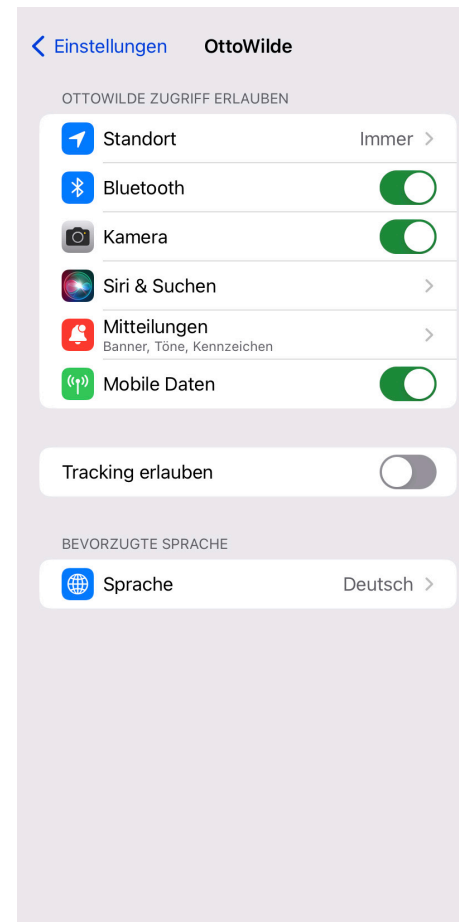 Einstellungen OttoWilde
OTTOWILDE ZUGRIFF ERLAUBEN
Standort Immer
Bluetooth
Kamera
Siri & Suchen
Mitteilungen
Banner, Töne, Kennzeichen
Mobile Daten
Tracking erlauben
BEVORZUGTE SPRACHE
Sprache Deutsch